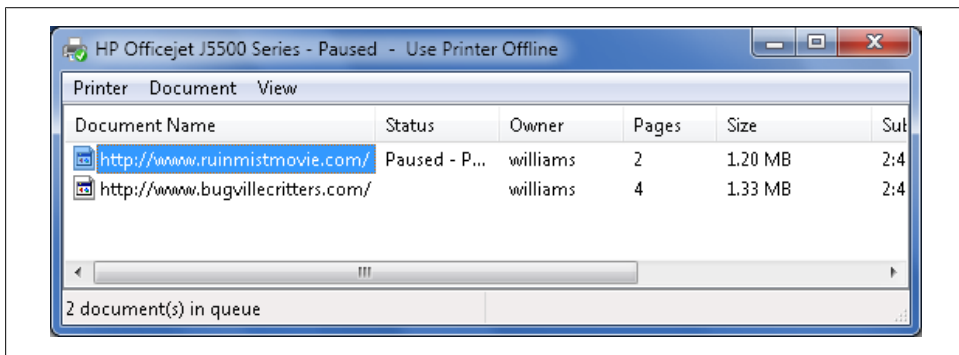 HP Officejet J5500 Series - Paused - Use Printer Offline
Printer Document View
Document Name Status Owner Pages Size Sub
http://www.ruinmistmovie.com/ Paused - P... williams 2 1.20 MB 2:4
http://www.bugvillecritters.com/ williams 4 1.33 MB 2:4
2 document(s) in queue